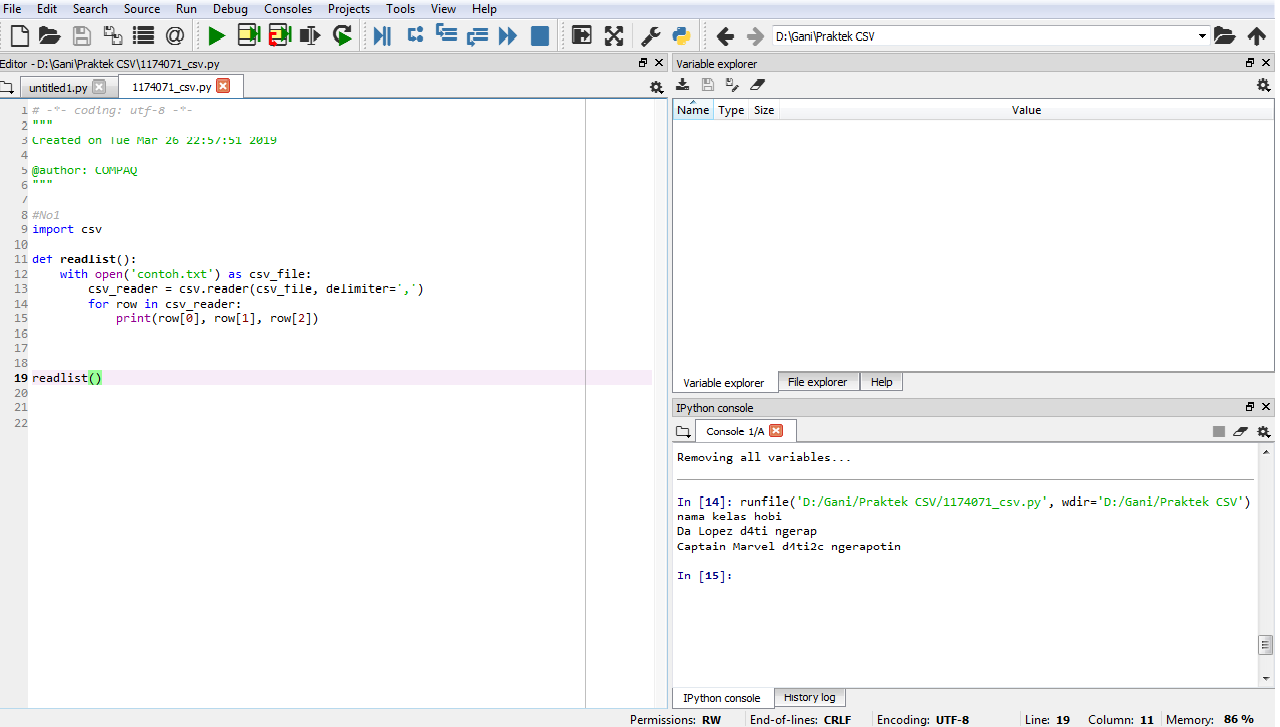 File Edit Search Source Run Debug Consoles Projects Tools View Help
D:\Gani\Praktek CSV
Editor - D:\Gani\Praktek CSV\1174071_csv.py
untitled1.py 1174071_csv.py
1 # -*- coding: utf-8 -*-
2 """
3 Created on Tue Mar 26 22:57:51 2019
4
5 @author: COMPAQ
6 """
7
8 #No1
9 import csv
10
11 def readlist():
12     with open('contoh.txt') as csv_file:
13         csv_reader = csv.reader(csv_file, delimiter=',')
14         for row in csv_reader:
15             print(row[0], row[1], row[2])
16
17
18
19 readlist()
20
21
22
Variable explorer
Name Type Size Value
Variable explorer File explorer Help
IPython console
Console 1/A
Removing all variables...
In [14]: runfile('D:/Gani/Praktek CSV/1174071_csv.py', wdir='D:/Gani/Praktek CSV')
nama kelas hobi
Da Lopez d4ti ngerap
Captain Marvel d4ti2c ngerapotin
In [15]:
IPython console History log
Permissions: RW End-of-lines: CRLF Encoding: UTF-8 Line: 19 Column: 11 Memory: 86 %